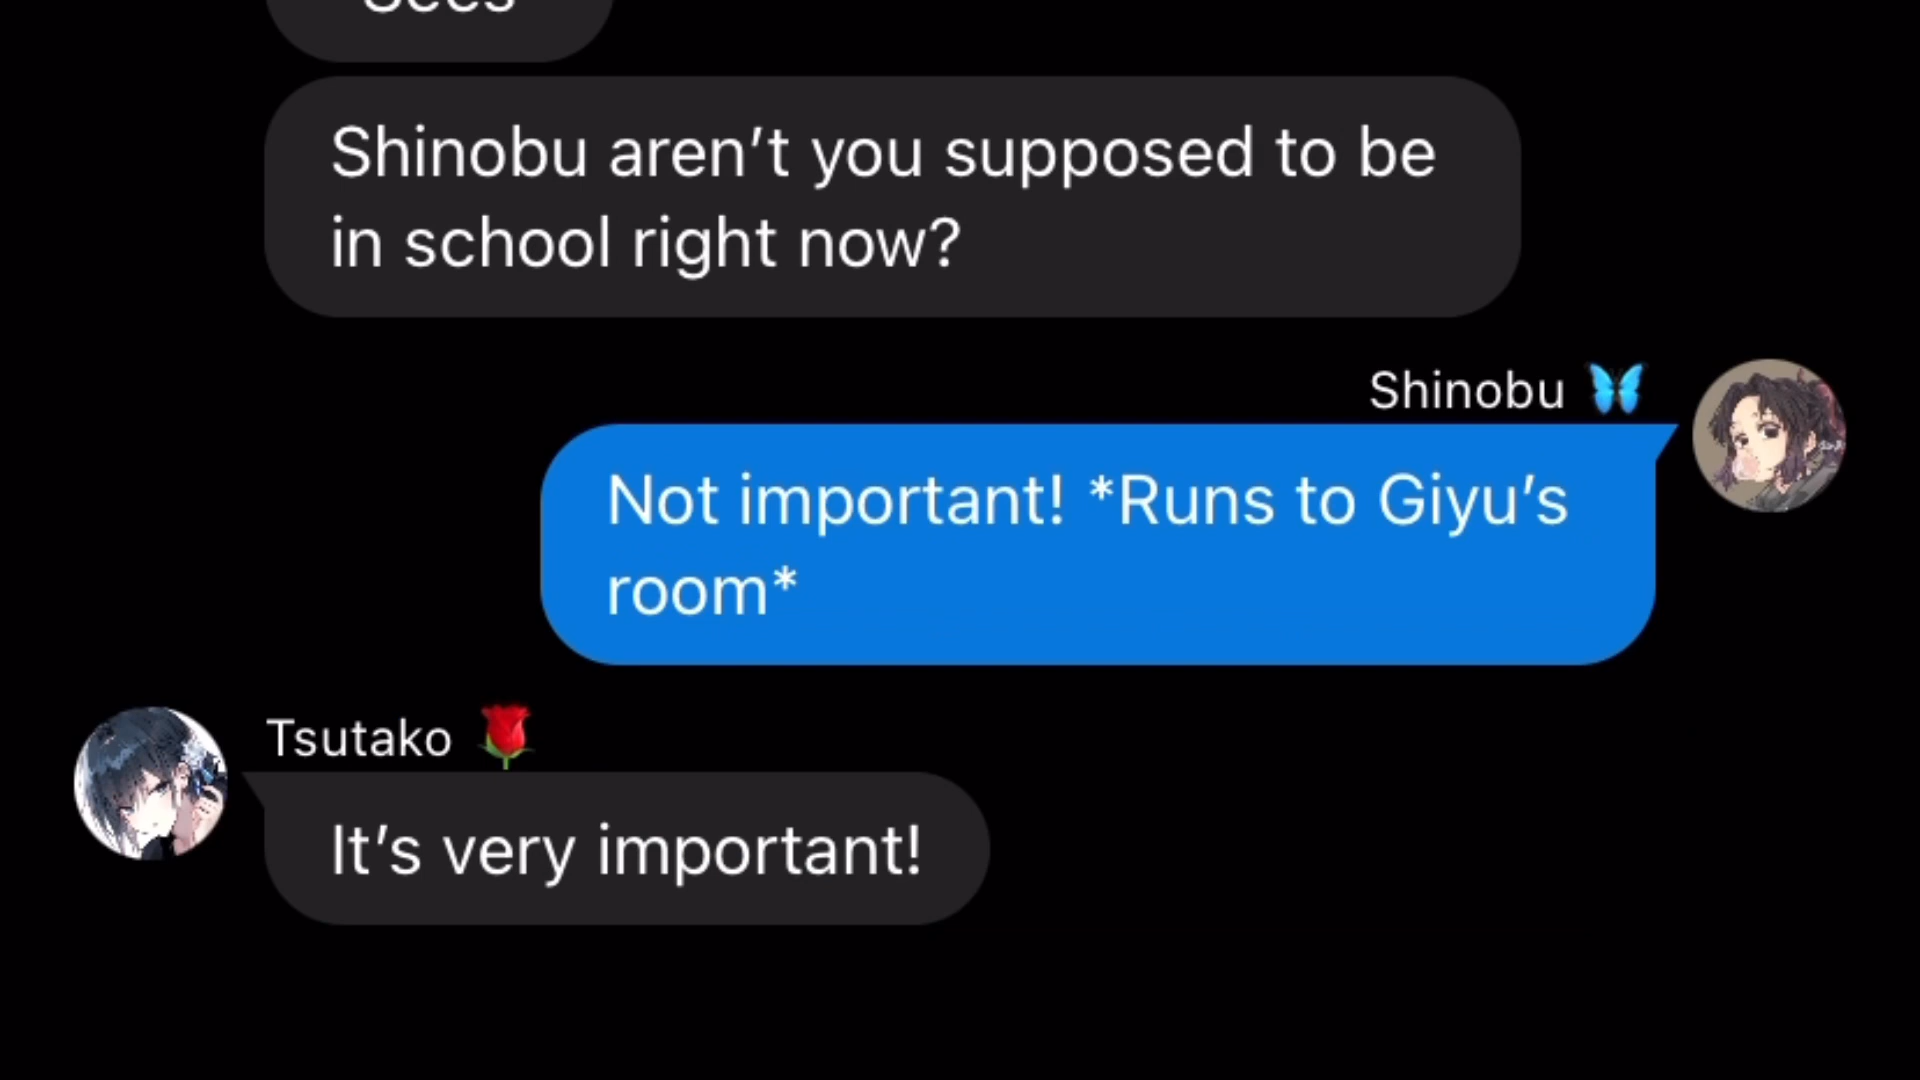 Shinobu aren’t you supposed to be
in school right now?
Shinobu 🦋
Not important! *Runs to Giyu’s
room*
Tsutako 🌹
It’s very important!